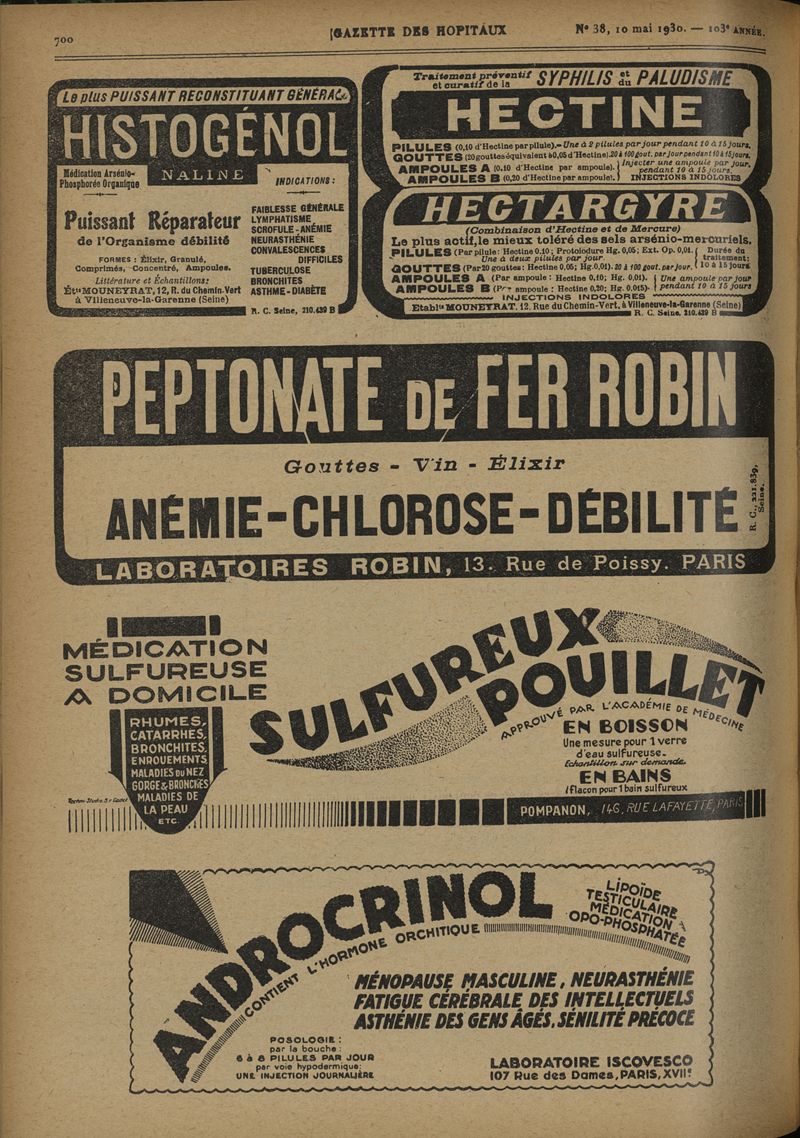 700
GAZETTE DES HOPITAUX
Nº 38, 10 mai 1930. — 103e ANNÉE.
Le plus PUISSANT RECONSTITUANT GÉNÉRAL
HISTOGÉNOL
NALINE
Médication Arsénio-
Phosphorée Organique
Puissant Réparateur
de l'Organisme débilité
FORMES : Élixir, Granulé,
Comprimés, Concentré, Ampoules.
Littérature et Échantillons:
Éts MOUNEYRAT, 12, R. du Chemin-Vert
à Villeneuve-la-Garenne (Seine)
INDICATIONS :
FAIBLESSE GÉNÉRALE
LYMPHATISME
SCROFULE - ANÉMIE
NEURASTHÉNIE
CONVALESCENCES
DIFFICILES
TUBERCULOSE
BRONCHITES
ASTHME - DIABÈTE
R. C. Seine, 210.439 B
Traitement préventif et curatif de la SYPHILIS et du PALUDISME
HECTINE
PILULES (0,10 d'Hectine par pilule).- Une à 2 pilules par jour pendant 10 à 15 jours.
GOUTTES (20 gouttes équivalent à 0,05 d'Hectine). 20 à 100 gout. par jour pendant 10 à 15 jours.
AMPOULES A (0.10 d'Hectine par ampoule). Injecter une ampoule par jour,
AMPOULES B (0,20 d'Hectine par ampoule). pendant 10 à 15 jours.
INJECTIONS INDOLORES
HECTARGYRE
(Combinaison d'Hectine et de Mercure)
Le plus actif, le mieux toléré des sels arsénio-mercuriels.
PILULES (Par pilule: Hectine 0,10; Protoiodure Hg. 0,05; Ext. Op. 0,01.
Une à deux pilules par jour.
Durée du
traitement:
10 à 15 jours
GOUTTES (Par 20 gouttes: Hectine 0,05; Hg. 0,01). 20 à 100 gout. par jour,
AMPOULES A (Par ampoule: Hectine 0,10; Hg. 0,01). Une ampoule par jour
AMPOULES B (Par ampoule: Hectine 0,20; Hg. 0,015). pendant 10 à 15 jours
INJECTIONS INDOLORES
Etablts MOUNEYRAT, 12, Rue du Chemin-Vert, à Villeneuve-la-Garenne (Seine)
R. C. Seine, 210.439 B
PEPTONATE DE FER ROBIN
Gouttes - Vin - Élixir
ANÉMIE-CHLOROSE-DÉBILITÉ
R. C., 221.839, Seine.
LABORATOIRES ROBIN, 13. Rue de Poissy. PARIS
MÉDICATION
SULFUREUSE
A DOMICILE
RHUMES,
CATARRHES,
BRONCHITES,
ENROUEMENTS,
MALADIES DU NEZ
GORGE & BRONCHES
MALADIES DE
LA PEAU
ETC.
SULFUREUX
POUILLET
APPROUVÉ PAR L'ACADÉMIE DE MÉDECINE
EN BOISSON
Une mesure pour 1 verre
d'eau sulfureuse.
Echantillon sur demande.
EN BAINS
1 flacon pour 1 bain sulfureux
POMPANON, 146, RUE LAFAYETTE, PARIS
ANDROCRINOL
CONTIENT L'HORMONE ORCHITIQUE
LIPOÏDE
TESTICULAIRE
MÉDICATION
OPO-PHOSPHATÉE
MÉNOPAUSE MASCULINE, NEURASTHÉNIE
FATIGUE CÉRÉBRALE DES INTELLECTUELS
ASTHÉNIE DES GENS ÂGÉS, SÉNILITÉ PRÉCOCE
POSOLOGIE :
par la bouche :
6 à 8 PILULES PAR JOUR
par voie hypodermique:
UNE INJECTION JOURNALIÈRE
LABORATOIRE ISCOVESCO
107 Rue des Dames, PARIS, XVIIe